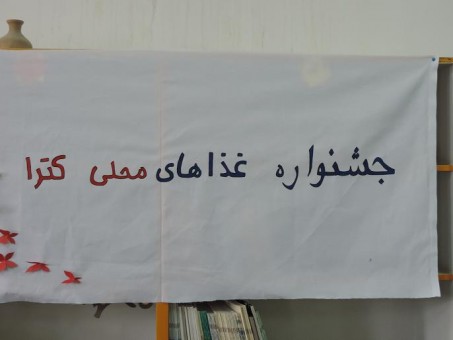 جشنواره غذاهای محلی کترا